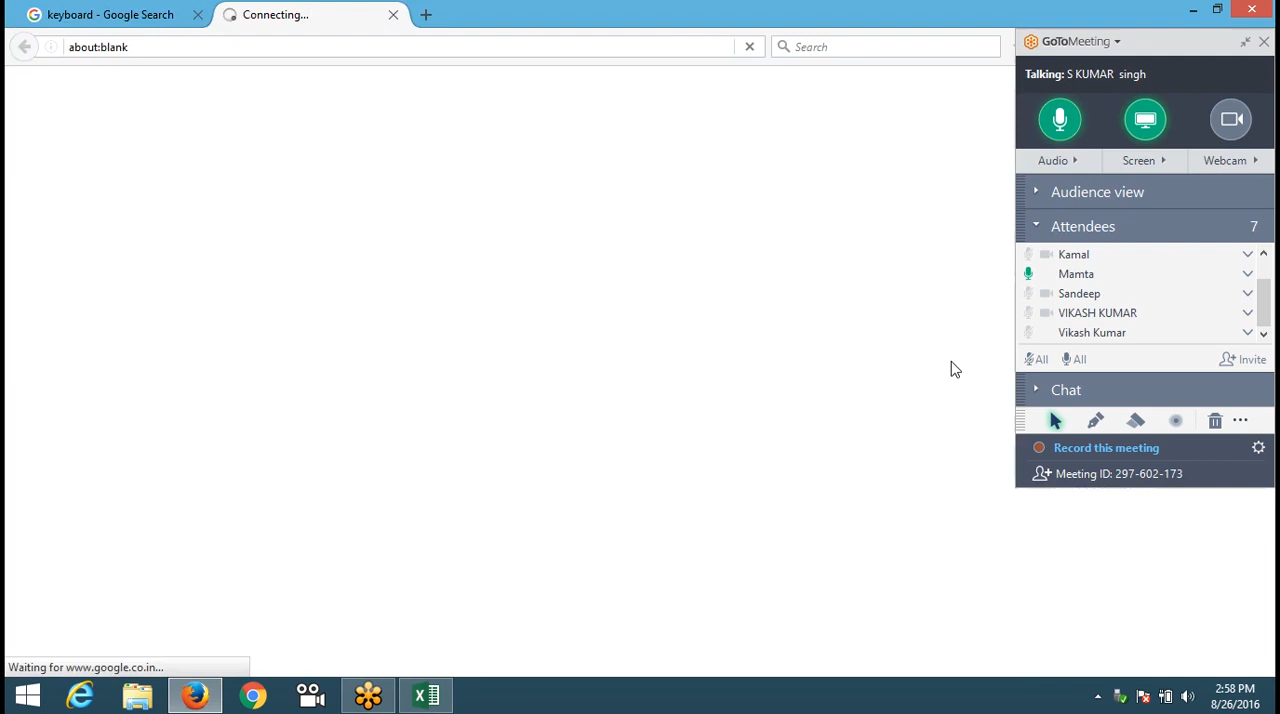 keyboard - Google Search
Connecting...
about:blank
Search
GoToMeeting
Talking: S KUMAR singh
Audio
Screen
Webcam
Audience view
Attendees 7
Kamal
Mamta
Sandeep
VIKASH KUMAR
Vikash Kumar
All
All
Invite
Chat
Record this meeting
Meeting ID: 297-602-173
Waiting for www.google.co.in...
2:58 PM
8/26/2016